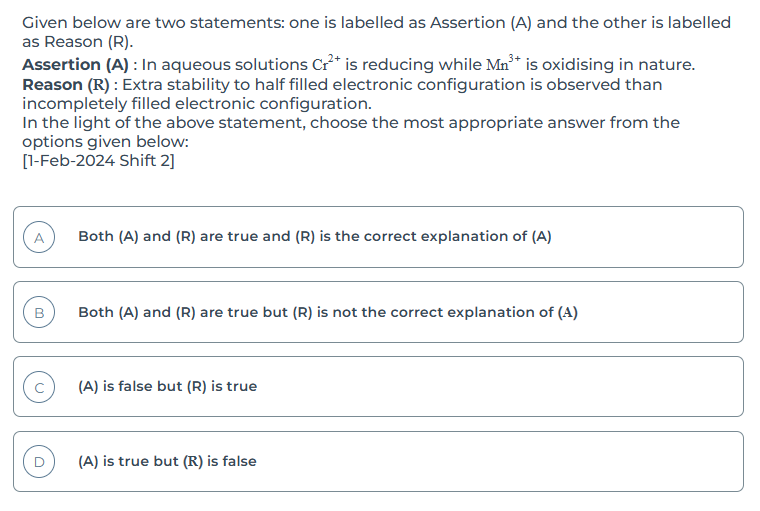 Given below are two statements: one is labelled as Assertion (A) and the other is labelled
as Reason (R).
Assertion (A) : In aqueous solutions Cr²⁺ is reducing while Mn³⁺ is oxidising in nature.
Reason (R) : Extra stability to half filled electronic configuration is observed than
incompletely filled electronic configuration.
In the light of the above statement, choose the most appropriate answer from the
options given below:
[1-Feb-2024 Shift 2]
A Both (A) and (R) are true and (R) is the correct explanation of (A)
B Both (A) and (R) are true but (R) is not the correct explanation of (A)
C (A) is false but (R) is true
D (A) is true but (R) is false